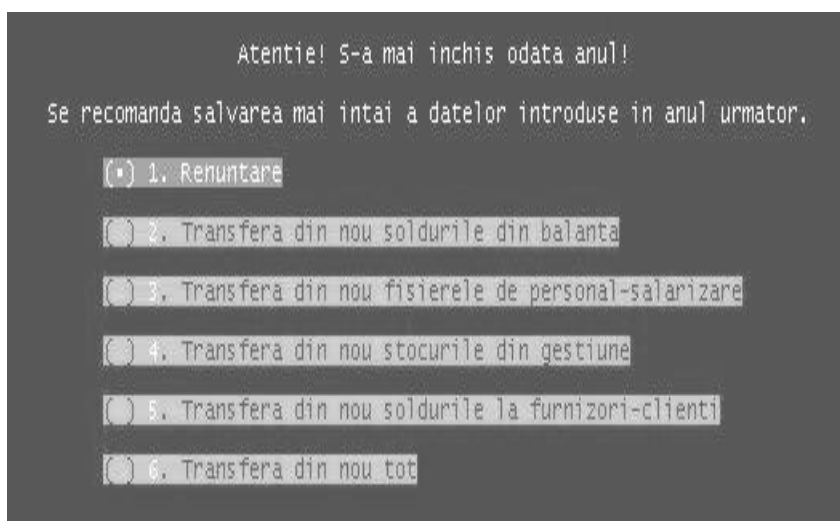 Atentie! S-a mai inchis odata anul!
Se recomanda salvarea mai intai a datelor introduse in anul urmator.
(•) 1. Renuntare
( ) 2. Transfera din nou soldurile din balanta
( ) 3. Transfera din nou fisierele de personal-salarizare
( ) 4. Transfera din nou stocurile din gestiune
( ) 5. Transfera din nou soldurile la furnizori-clienti
( ) 6. Transfera din nou tot